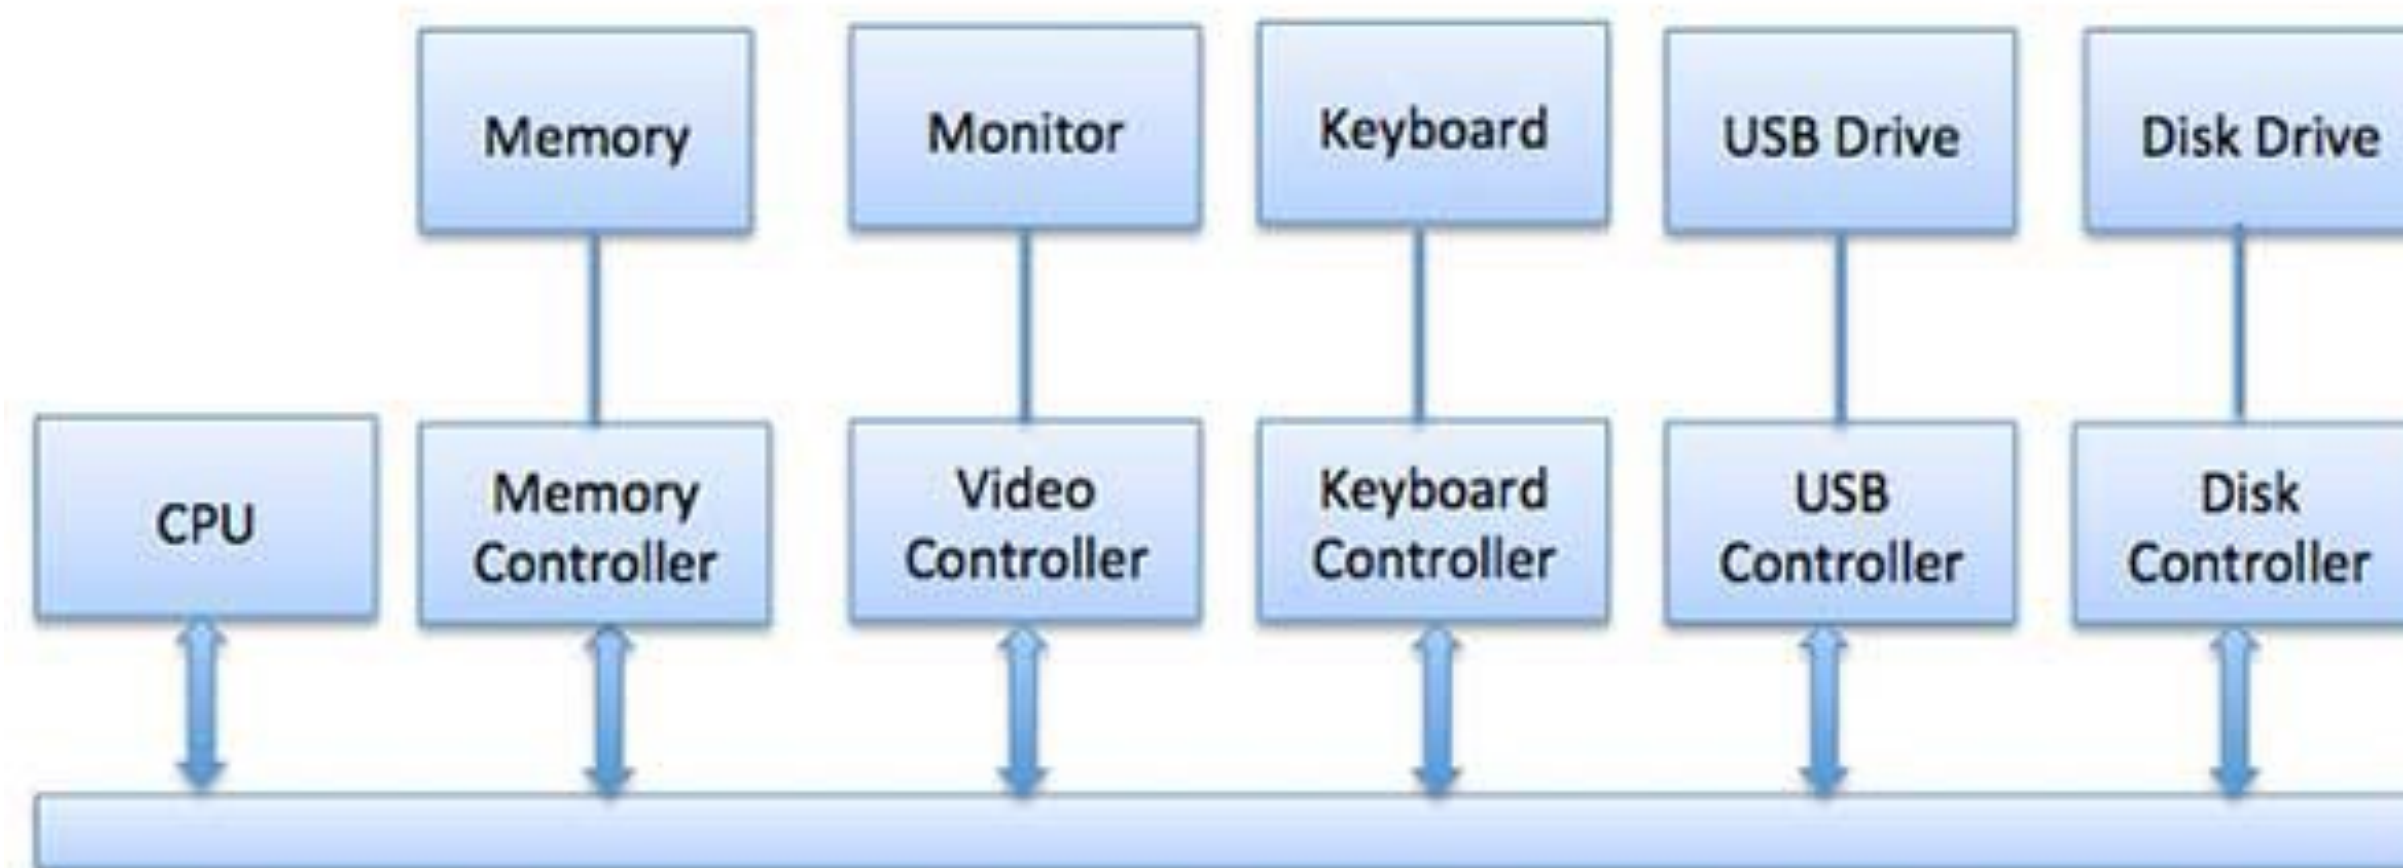 Memory
Monitor
Keyboard
USB Drive
Disk Drive
CPU
Memory
Controller
Video
Controller
Keyboard
Controller
USB
Controller
Disk
Controller